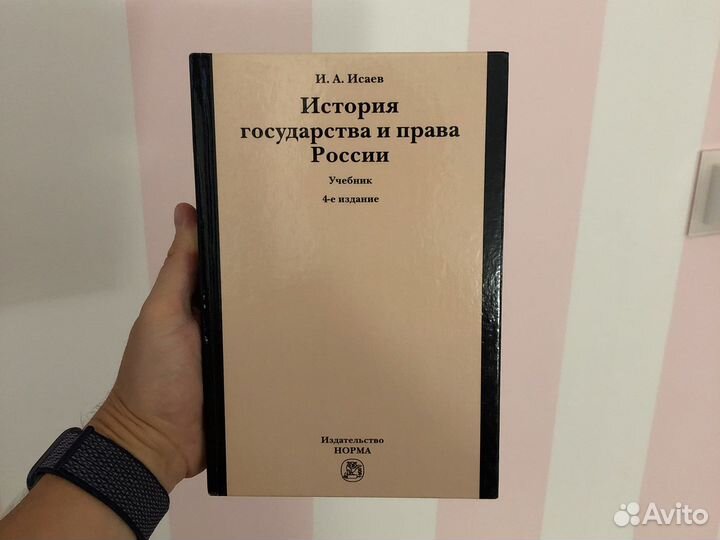 И. А. Исаев
История
государства и права
России
Учебник
4-е издание
Издательство
НОРМА
Avito